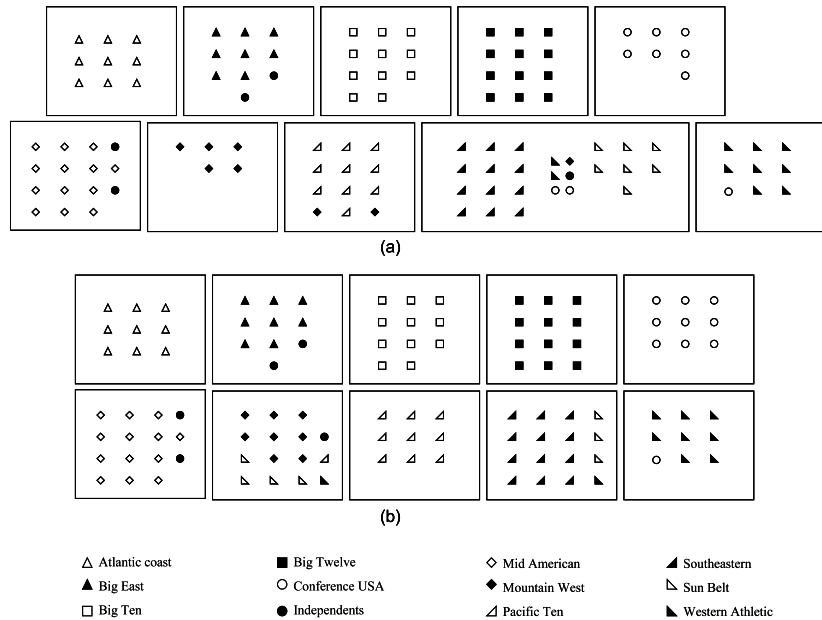 (a)
(b)
Atlantic coast Big Twelve Mid American Southeastern
Big East Conference USA Mountain West Sun Belt
Big Ten Independents Pacific Ten Western Athletic